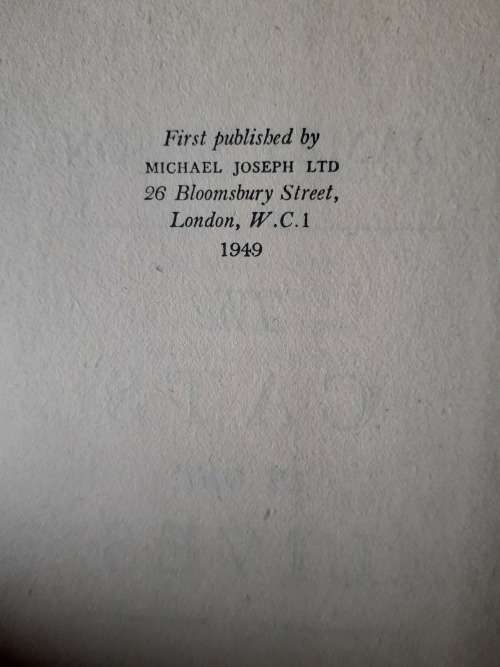 First published by
MICHAEL JOSEPH LTD
26 Bloomsbury Street,
London, W.C.1
1949